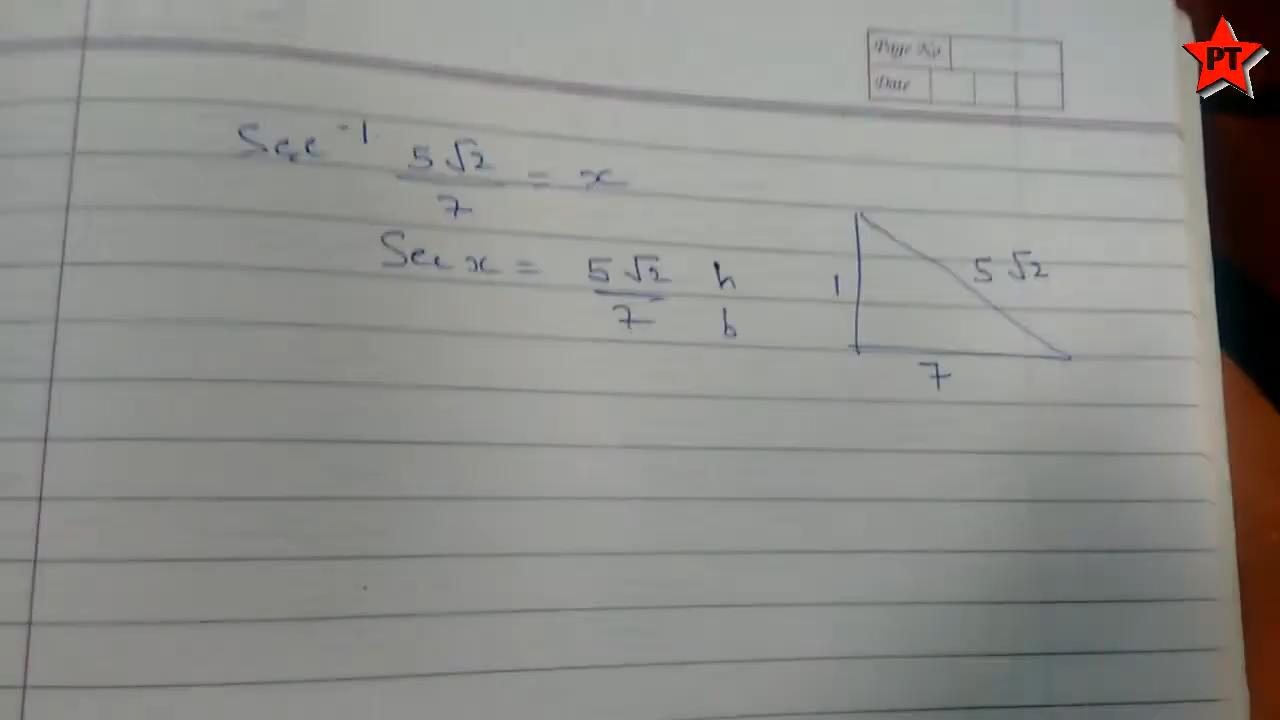 Page No
Date
PT
Sec⁻¹ 5√2/7 = x
Sec x = 5√2/7 h/b
1
5√2
7